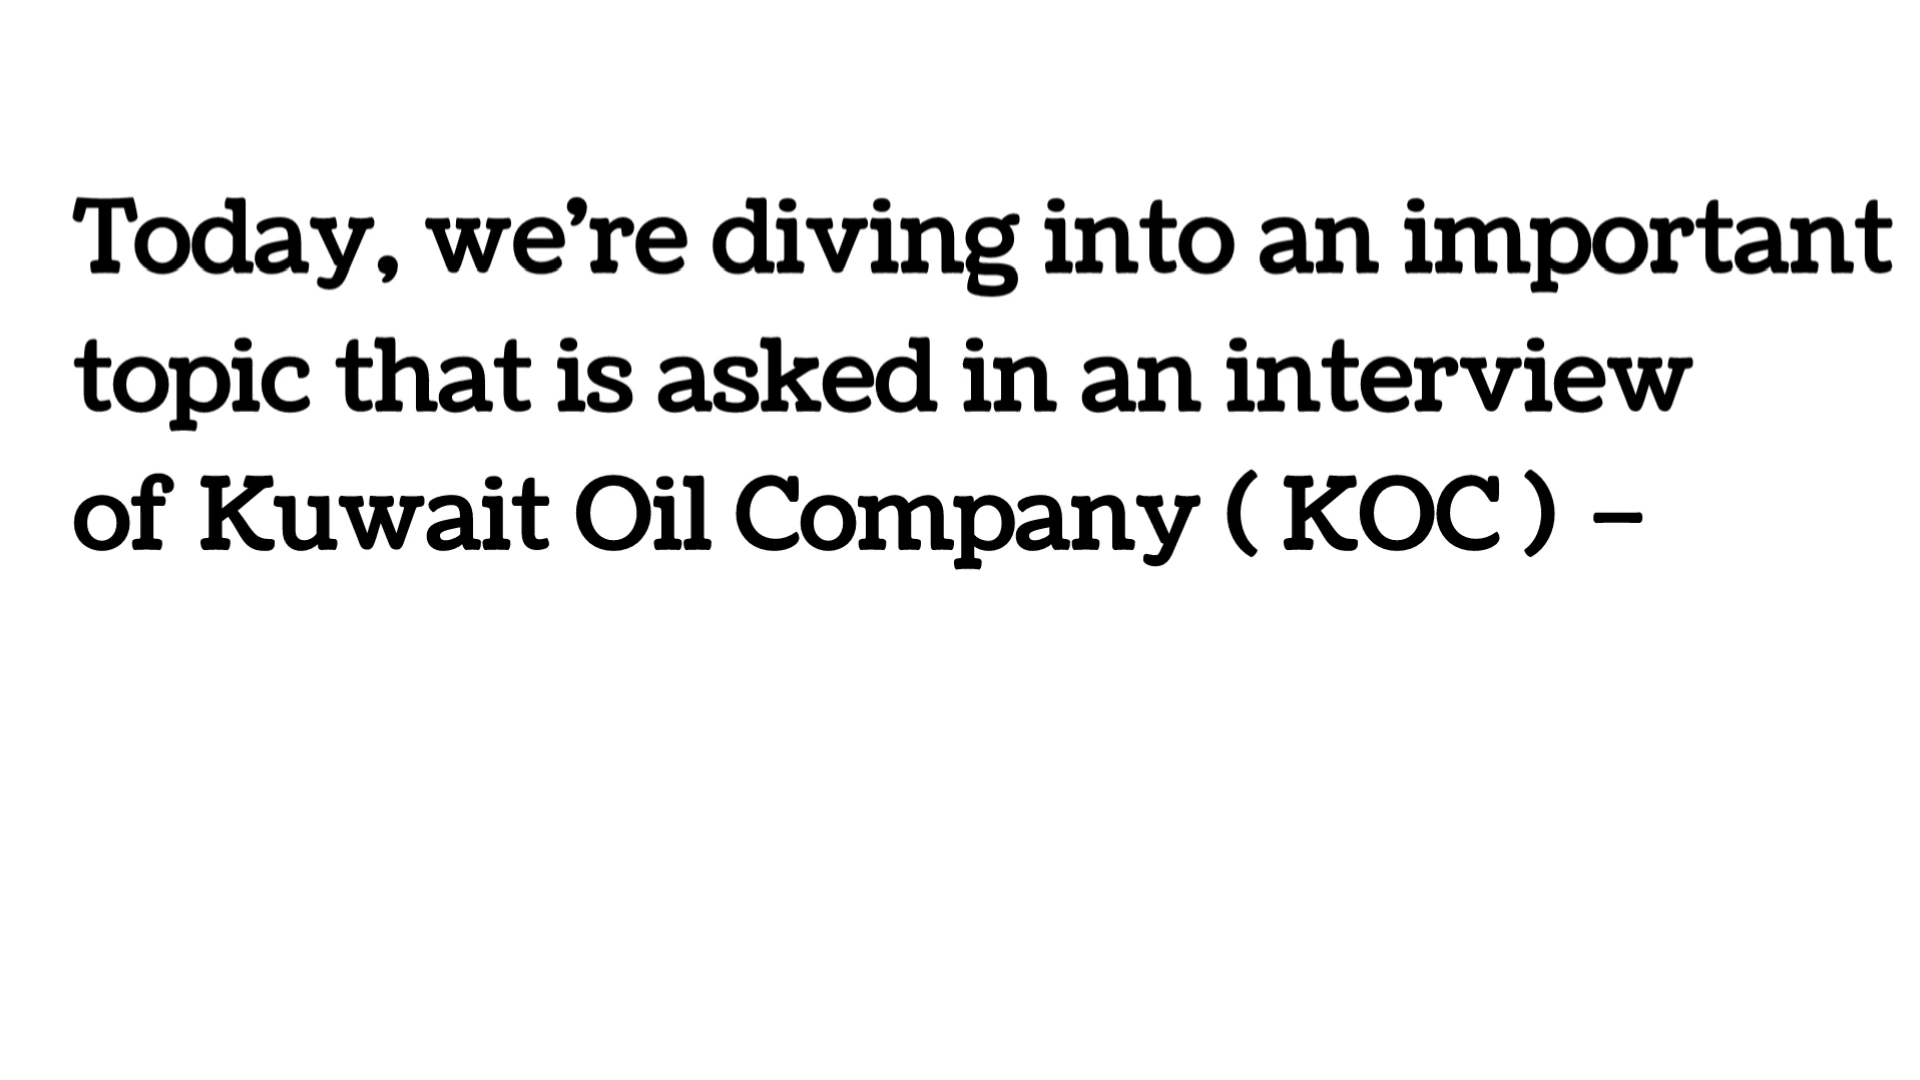 Today, we’re diving into an important
topic that is asked in an interview
of Kuwait Oil Company ( KOC ) –